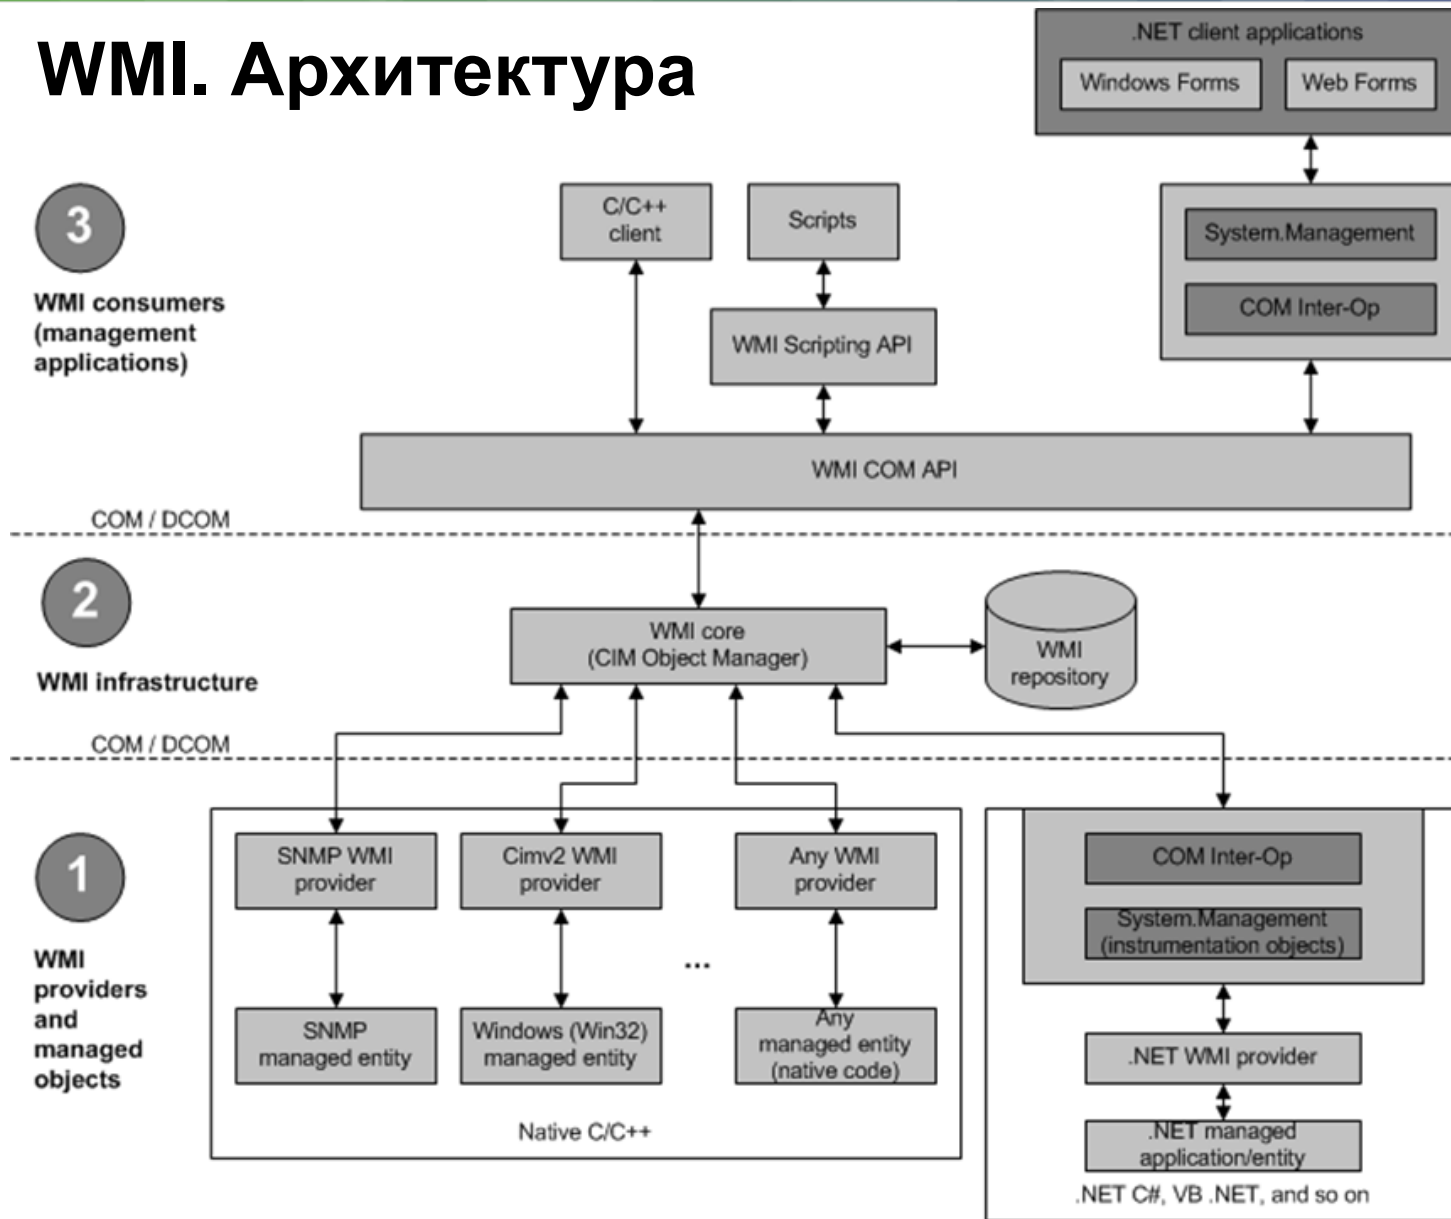 WMI. Архитектура
.NET client applications
Windows Forms
Web Forms
3
WMI consumers
(management
applications)
C/C++
client
Scripts
WMI Scripting API
System.Management
COM Inter-Op
WMI COM API
COM / DCOM
2
WMI infrastructure
WMI core
(CIM Object Manager)
WMI
repository
COM / DCOM
1
WMI
providers
and
managed
objects
SNMP WMI
provider
Cimv2 WMI
provider
Any WMI
provider
...
SNMP
managed entity
Windows (Win32)
managed entity
Any
managed entity
(native code)
Native C/C++
COM Inter-Op
System.Management
(instrumentation objects)
.NET WMI provider
.NET managed
application/entity
.NET C#, VB .NET, and so on